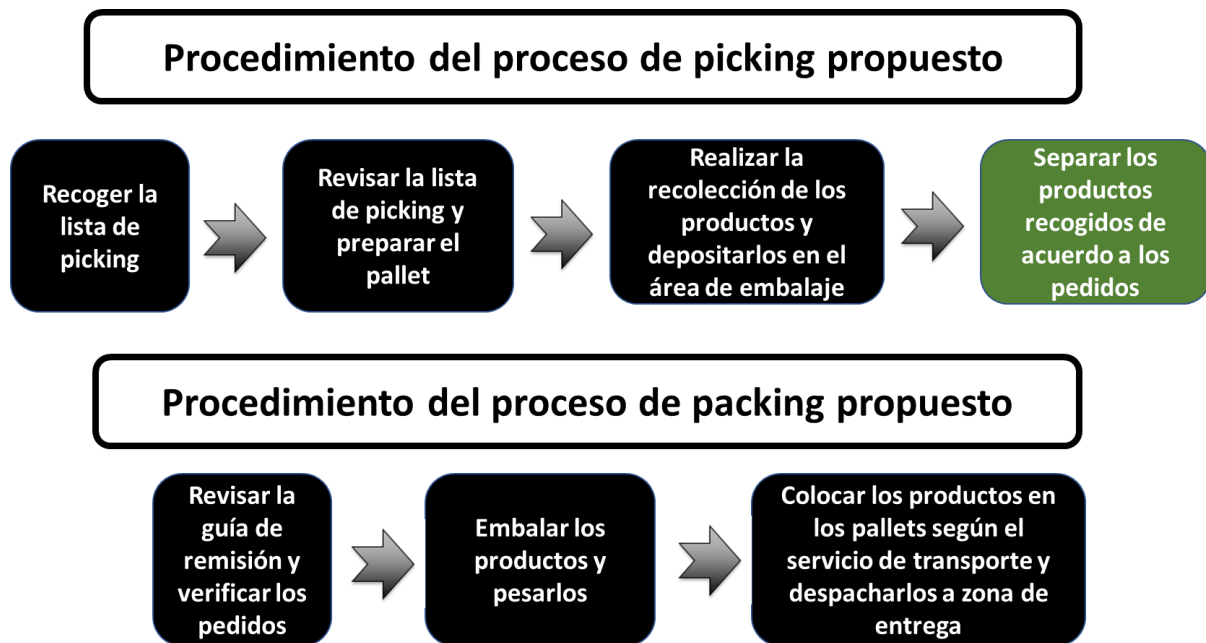 Procedimiento del proceso de picking propuesto
Recoger la
lista de
picking
Revisar la lista
de picking y
preparar el
pallet
Realizar la
recolección de los
productos y
depositarlos en el
área de embalaje
Separar los
productos
recogidos de
acuerdo a los
pedidos
Procedimiento del proceso de packing propuesto
Revisar la
guía de
remisión y
verificar los
pedidos
Embalar los
productos y
pesarlos
Colocar los productos en
los pallets según el
servicio de transporte y
despacharlos a zona de
entrega